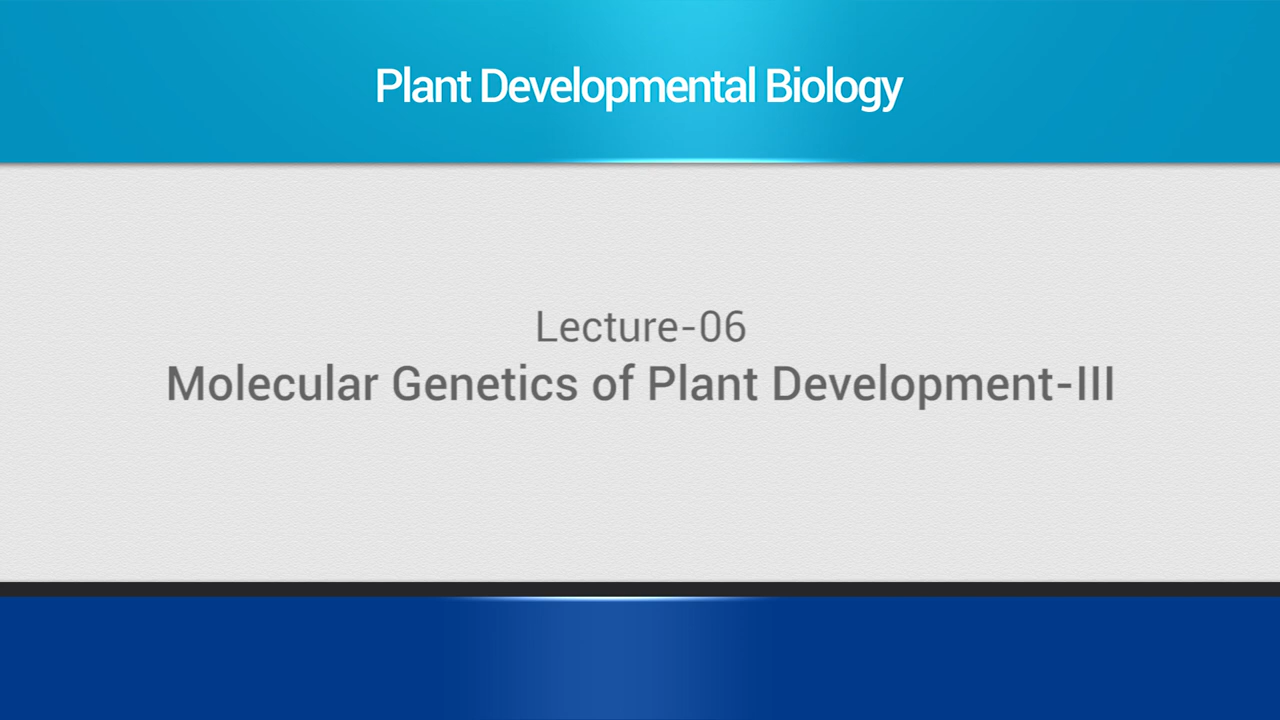 Plant Developmental Biology
Lecture-06
Molecular Genetics of Plant Development-III